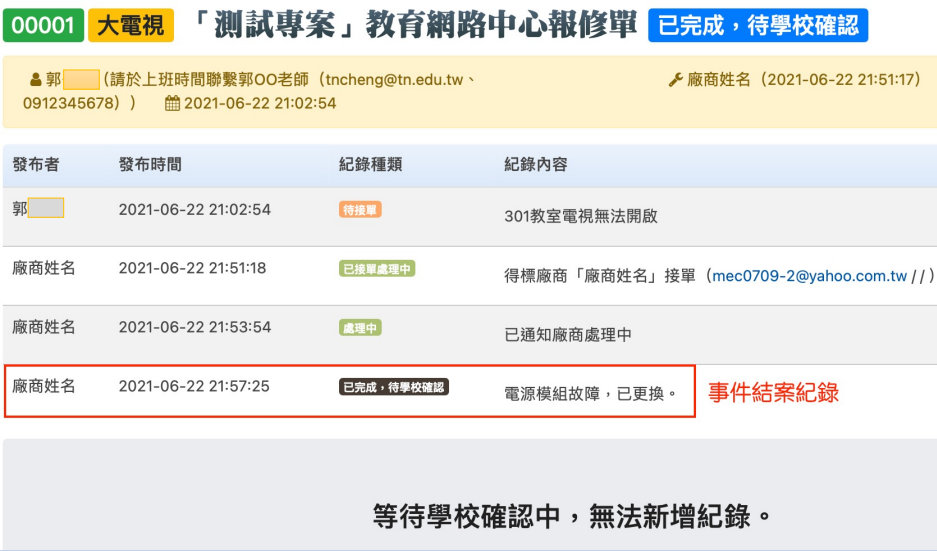 00001 大電視 「測試專案」教育網路中心報修單 已完成，待學校確認
郭 (請於上班時間聯繫郭OO老師（tncheng@tn.edu.tw、 廠商姓名（2021-06-22 21:51:17）
0912345678）) 2021-06-22 21:02:54
發布者 發布時間 紀錄種類 紀錄內容
郭 2021-06-22 21:02:54 待接單 301教室電視無法開啟
廠商姓名 2021-06-22 21:51:18 已接單處理中 得標廠商「廠商姓名」接單（mec0709-2@yahoo.com.tw / / ）
廠商姓名 2021-06-22 21:53:54 處理中 已通知廠商處理中
廠商姓名 2021-06-22 21:57:25 已完成，待學校確認 電源模組故障，已更換。 事件結案紀錄
等待學校確認中，無法新增紀錄。